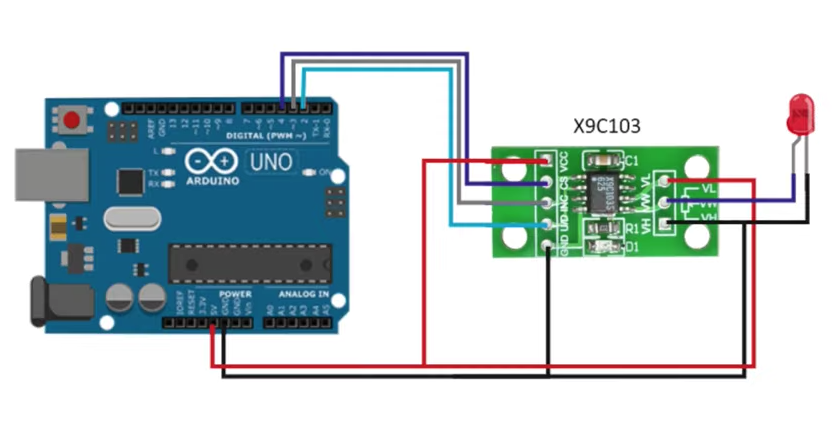 X9C103
AREF
GND
13
12
~11
~10
~9
8
7
~6
~5
4
~3
2
TX-1
RX-0
DIGITAL (PWM ~)
L
TX
RX
UNO
ON
ARDUINO
POWER
ANALOG IN
IOREF
RESET
3.3V
5V
GND
GND
Vin
A0
A1
A2
A3
A4
A5
VCC
CS
INC
U/D
GND
C1
X9C103S
R1
D1
VL
VW
VH
VL
VW
VH